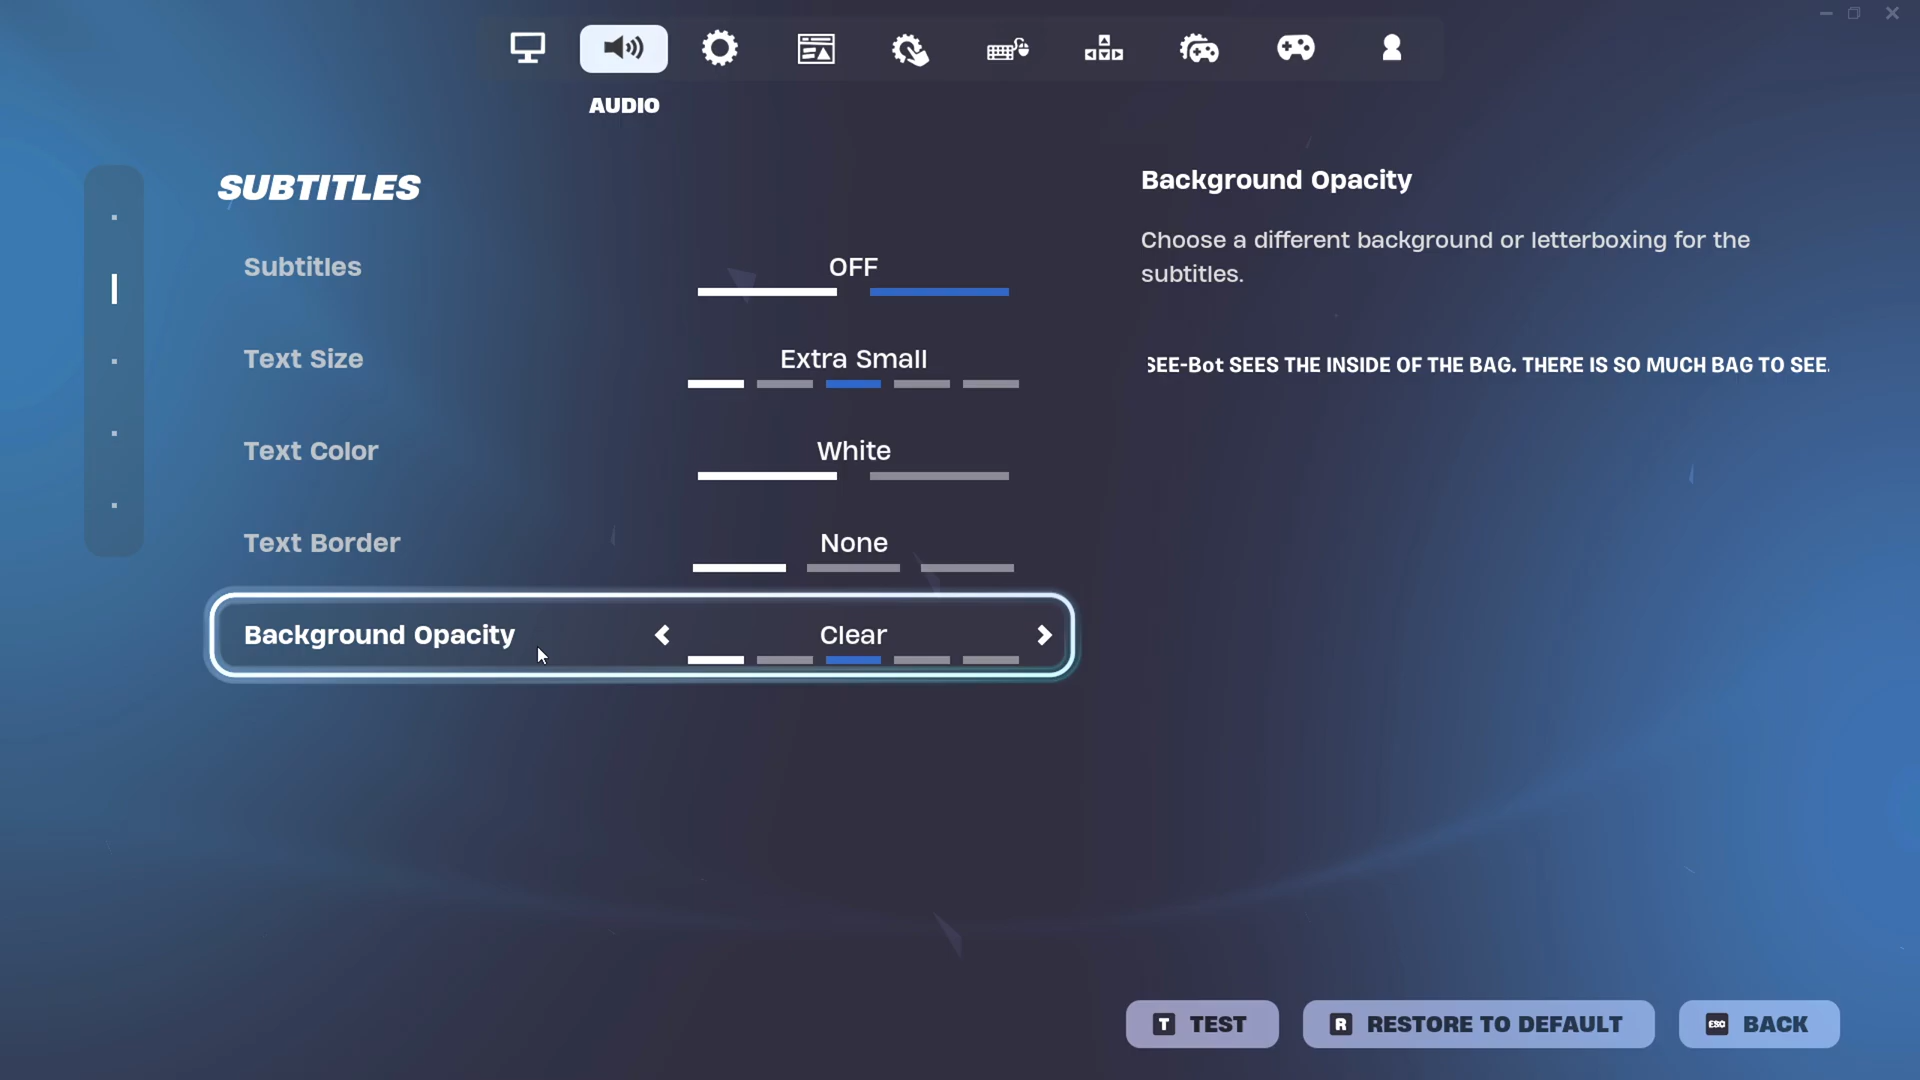 AUDIO
SUBTITLES
Subtitles
OFF
Text Size
Extra Small
Text Color
White
Text Border
None
Background Opacity
Clear
Background Opacity
Choose a different background or letterboxing for the
subtitles.
SEE-Bot SEES THE INSIDE OF THE BAG. THERE IS SO MUCH BAG TO SEE.
T TEST
R RESTORE TO DEFAULT
ESC BACK